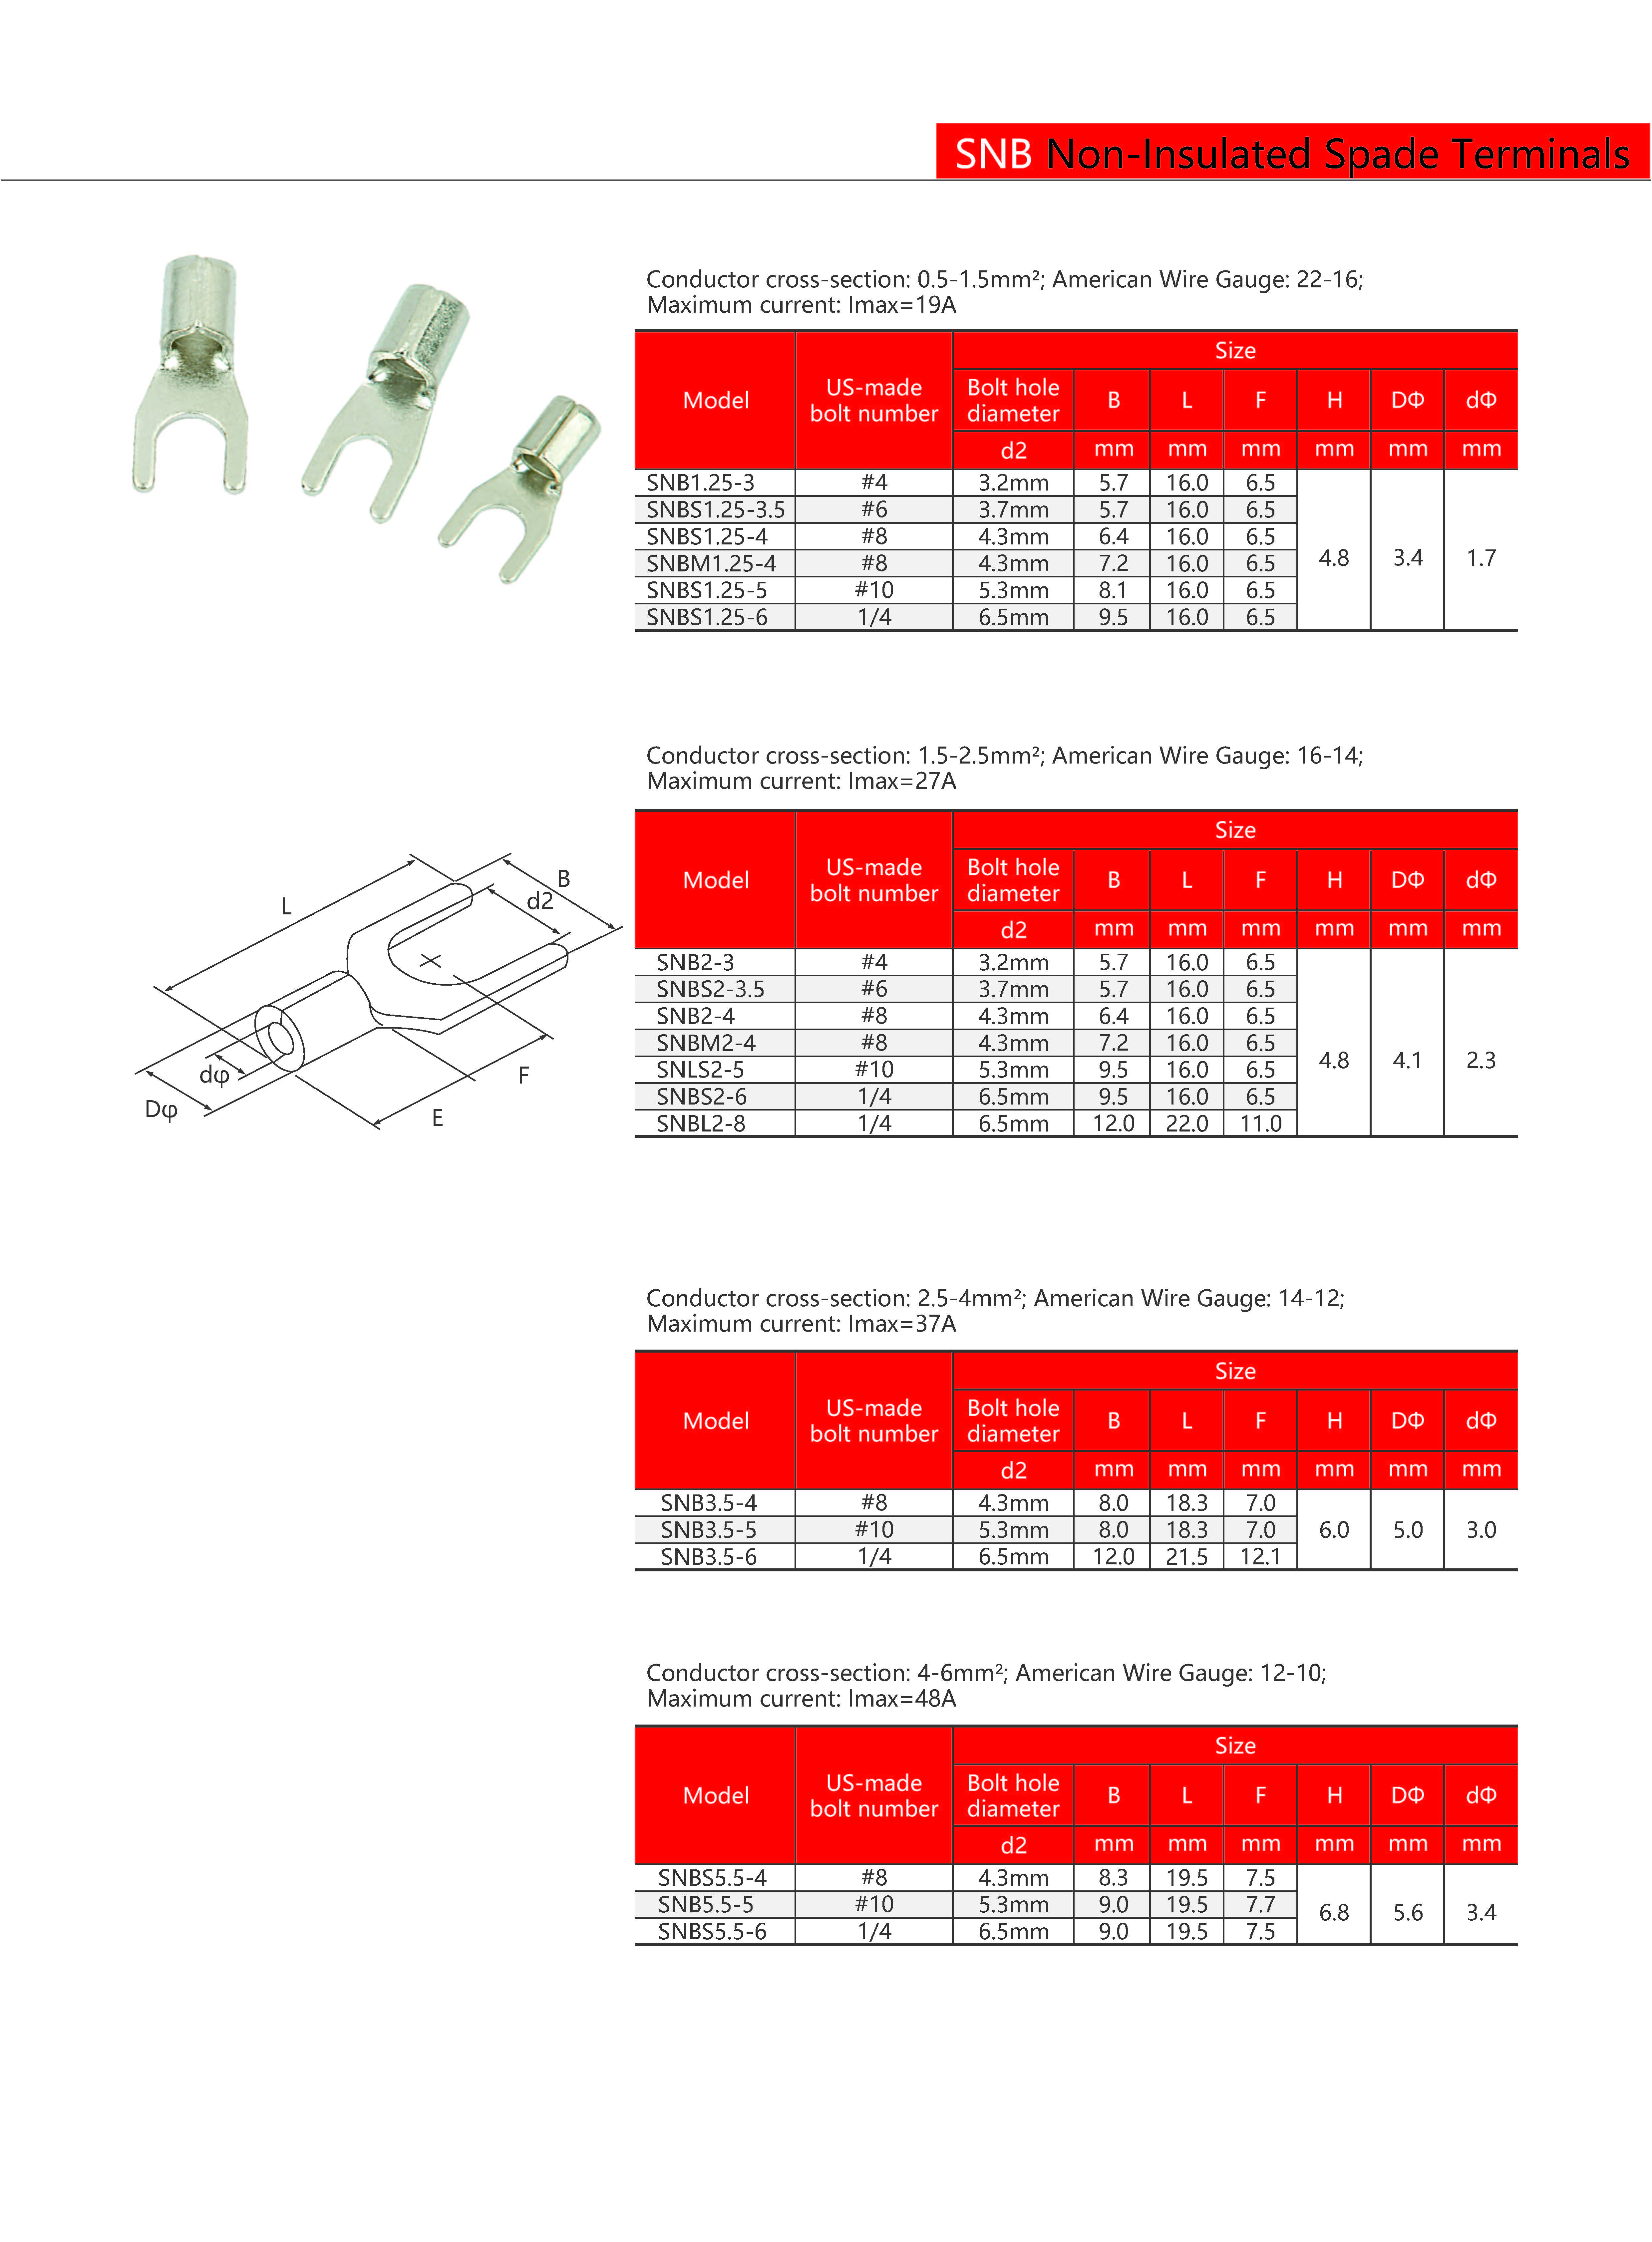 SNB Non-Insulated Spade Terminals
Conductor cross-section: 0.5-1.5mm²; American Wire Gauge: 22-16;
Maximum current: Imax=19A
Size
Model US-made bolt number Bolt hole diameter B L F H DΦ dΦ
d2 mm mm mm mm mm mm
SNB1.25-3 #4 3.2mm 5.7 16.0 6.5
SNBS1.25-3.5 #6 3.7mm 5.7 16.0 6.5
SNBS1.25-4 #8 4.3mm 6.4 16.0 6.5
SNBM1.25-4 #8 4.3mm 7.2 16.0 6.5 4.8 3.4 1.7
SNBS1.25-5 #10 5.3mm 8.1 16.0 6.5
SNBS1.25-6 1/4 6.5mm 9.5 16.0 6.5
Conductor cross-section: 1.5-2.5mm²; American Wire Gauge: 16-14;
Maximum current: Imax=27A
Size
Model US-made bolt number Bolt hole diameter B L F H DΦ dΦ
d2 mm mm mm mm mm mm
SNB2-3 #4 3.2mm 5.7 16.0 6.5
SNBS2-3.5 #6 3.7mm 5.7 16.0 6.5
SNB2-4 #8 4.3mm 6.4 16.0 6.5
SNBM2-4 #8 4.3mm 7.2 16.0 6.5
SNLS2-5 #10 5.3mm 9.5 16.0 6.5 4.8 4.1 2.3
SNBS2-6 1/4 6.5mm 9.5 16.0 6.5
SNBL2-8 1/4 6.5mm 12.0 22.0 11.0
L
B
d2
dφ
Dφ
F
E
Conductor cross-section: 2.5-4mm²; American Wire Gauge: 14-12;
Maximum current: Imax=37A
Size
Model US-made bolt number Bolt hole diameter B L F H DΦ dΦ
d2 mm mm mm mm mm mm
SNB3.5-4 #8 4.3mm 8.0 18.3 7.0
SNB3.5-5 #10 5.3mm 8.0 18.3 7.0 6.0 5.0 3.0
SNB3.5-6 1/4 6.5mm 12.0 21.5 12.1
Conductor cross-section: 4-6mm²; American Wire Gauge: 12-10;
Maximum current: Imax=48A
Size
Model US-made bolt number Bolt hole diameter B L F H DΦ dΦ
d2 mm mm mm mm mm mm
SNBS5.5-4 #8 4.3mm 8.3 19.5 7.5
SNB5.5-5 #10 5.3mm 9.0 19.5 7.7 6.8 5.6 3.4
SNBS5.5-6 1/4 6.5mm 9.0 19.5 7.5